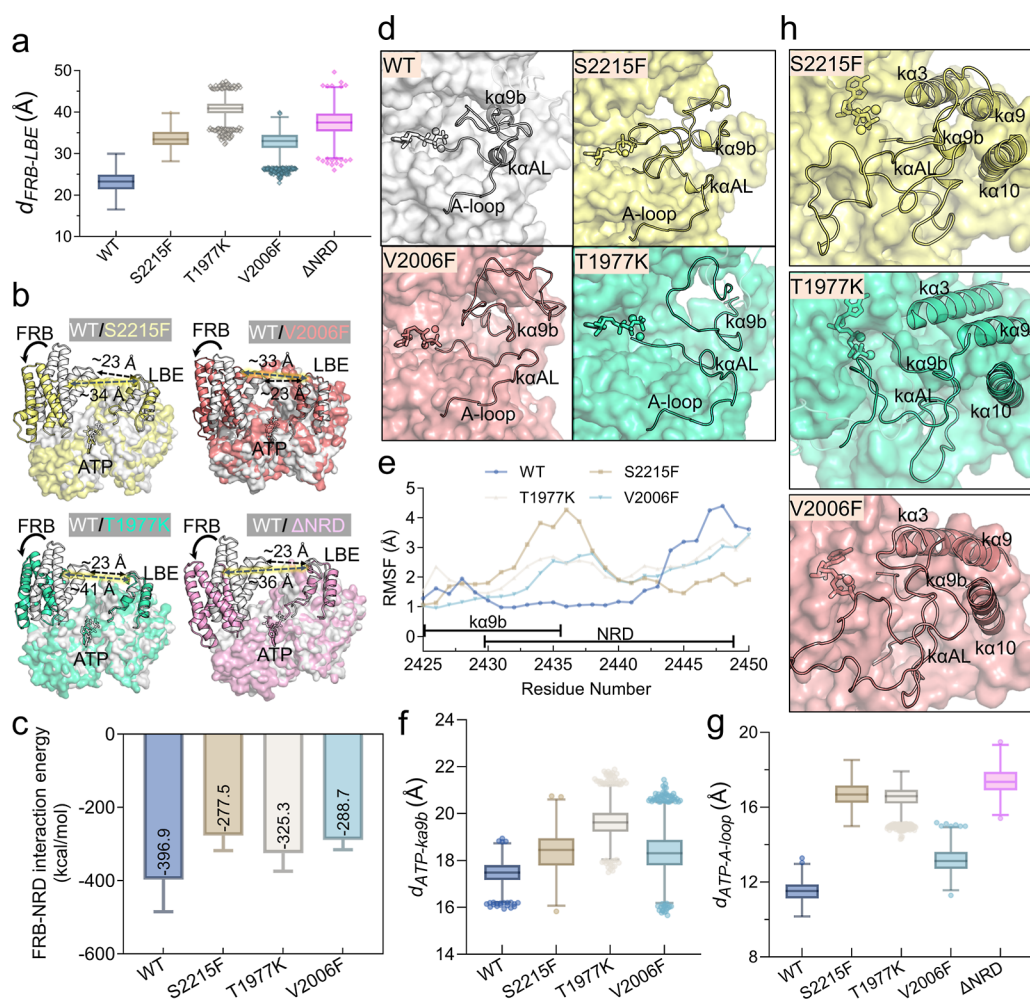 a
d_FRB-LBE (Å)
50
40
30
20
10
WT
S2215F
T1977K
V2006F
ΔNRD
b
FRB
WT/S2215F
~23 Å
LBE
~34 Å
ATP
FRB
WT/V2006F
~33 Å
LBE
~23 Å
ATP
FRB
WT/T1977K
~23 Å
LBE
41 Å
ATP
FRB
WT/ΔNRD
~23 Å
LBE
~36 Å
ATP
c
FRB-NRD interaction energy
(kcal/mol)
0
-200
-400
-600
-396.9
-277.5
-325.3
-288.7
WT
S2215F
T1977K
V2006F
d
WT
kα9b
kαAL
A-loop
S2215F
kα9b
kαAL
A-loop
V2006F
kα9b
kαAL
A-loop
T1977K
kα9b
kαAL
A-loop
e
WT
S2215F
T1977K
V2006F
RMSF (Å)
5
4
3
2
1
0
kα9b
NRD
2425 2430 2435 2440 2445 2450
Residue Number
f
d_ATP-kα9b (Å)
24
22
20
18
16
14
WT
S2215F
T1977K
V2006F
g
d_ATP-A-loop (Å)
20
16
12
8
WT
S2215F
T1977K
V2006F
ΔNRD
h
S2215F
kα3
kα9
kα9b
kαAL
kα10
T1977K
kα3
kα9
kα9b
kαAL
kα10
V2006F
kα3
kα9
kα9b
kα10
kαAL